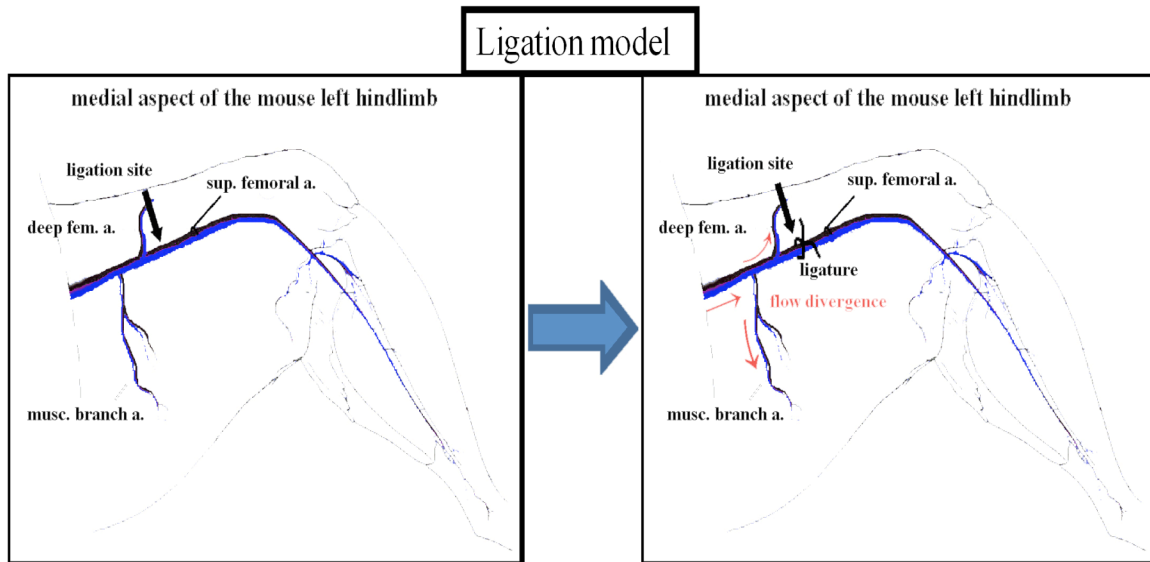 Ligation model
medial aspect of the mouse left hindlimb
ligation site
sup. femoral a.
deep fem. a.
musc. branch a.
medial aspect of the mouse left hindlimb
ligation site
sup. femoral a.
deep fem. a.
ligature
flow divergence
musc. branch a.